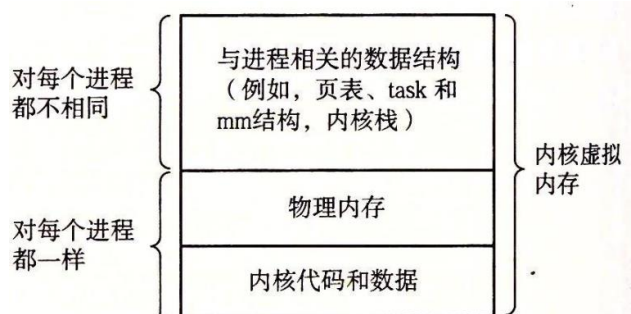 对每个进程
都不相同
与进程相关的数据结构
（例如，页表、task 和
mm结构，内核栈）
内核虚拟
内存
物理内存
对每个进程
都一样
内核代码和数据